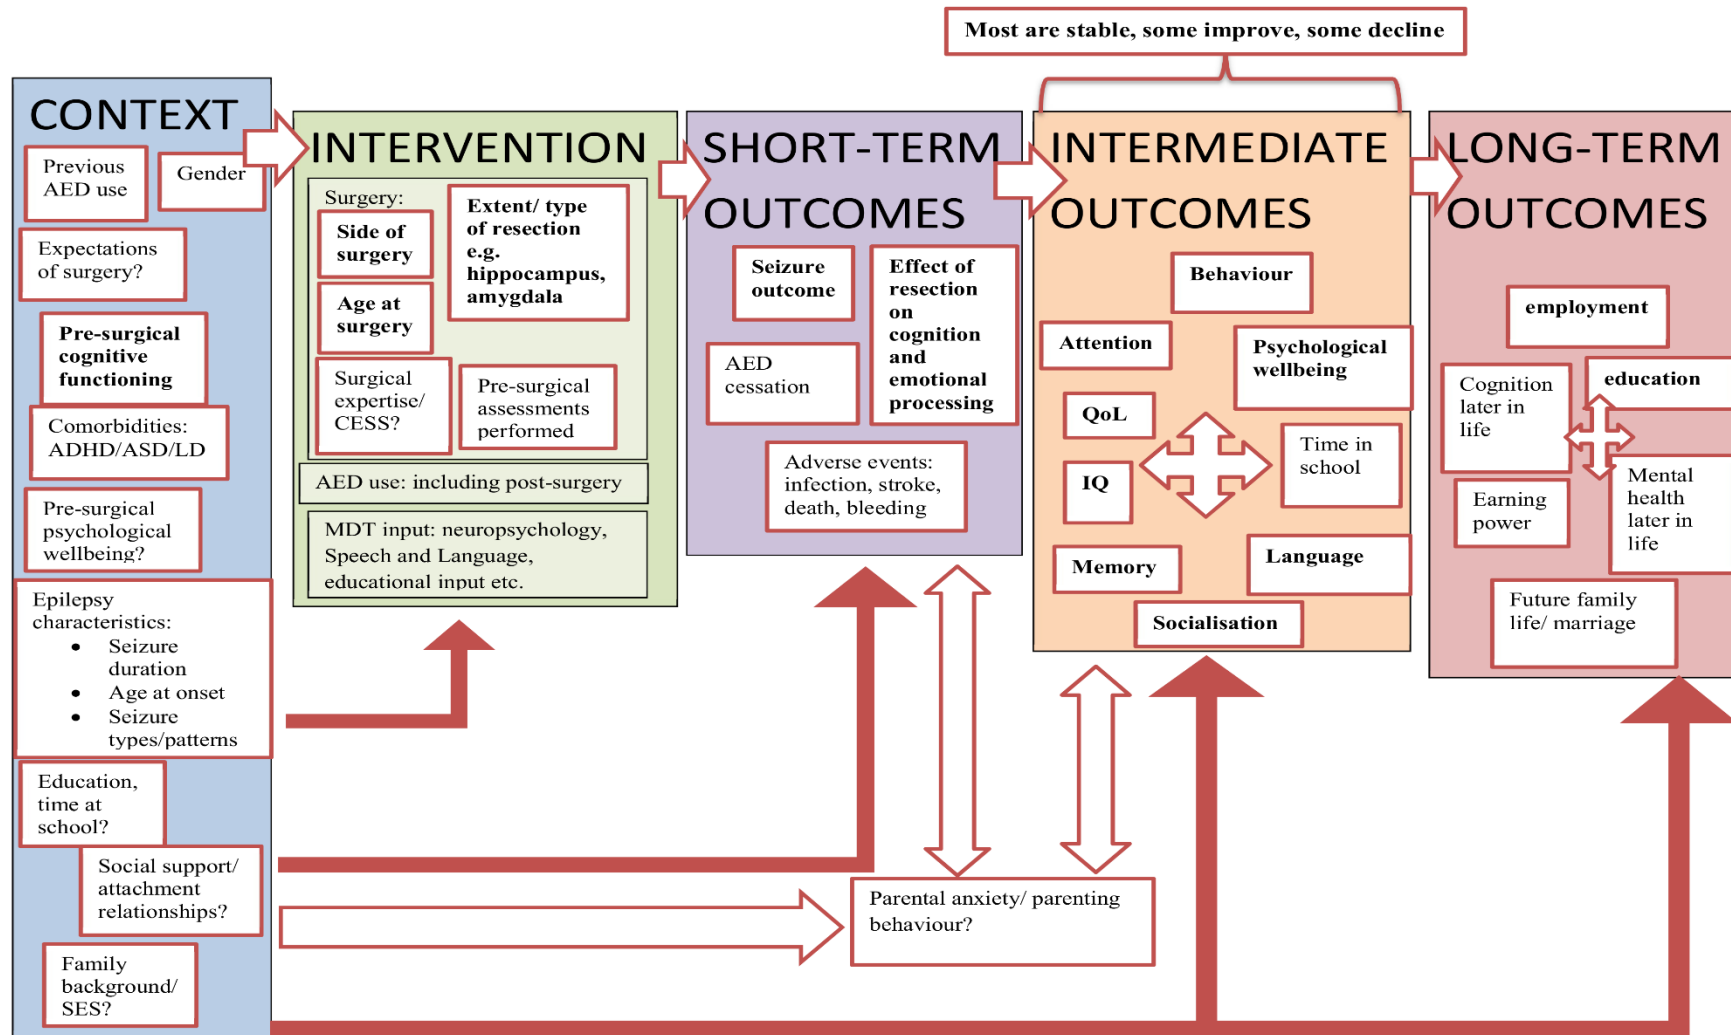 Most are stable, some improve, some decline
CONTEXT
Previous
AED use
Gender
Expectations
of surgery?
Pre-surgical
cognitive
functioning
Comorbidities:
ADHD/ASD/LD
Pre-surgical
psychological
wellbeing?
Epilepsy
characteristics:
• Seizure
duration
• Age at onset
• Seizure
types/patterns
Education,
time at
school?
Social support/
attachment
relationships?
Family
background/
SES?
INTERVENTION
Surgery:
Side of
surgery
Extent/ type
of resection
e.g.
hippocampus,
amygdala
Age at
surgery
Surgical
expertise/
CESS?
Pre-surgical
assessments
performed
AED use: including post-surgery
MDT input: neuropsychology,
Speech and Language,
educational input etc.
SHORT-TERM
OUTCOMES
Seizure
outcome
Effect of
resection
on
cognition
and
emotional
processing
AED
cessation
Adverse events:
infection, stroke,
death, bleeding
Parental anxiety/ parenting
behaviour?
INTERMEDIATE
OUTCOMES
Behaviour
Attention
Psychological
wellbeing
QoL
Time in
school
IQ
Memory
Language
Socialisation
LONG-TERM
OUTCOMES
employment
Cognition
later in
life
education
Earning
power
Mental
health
later in
life
Future family
life/ marriage